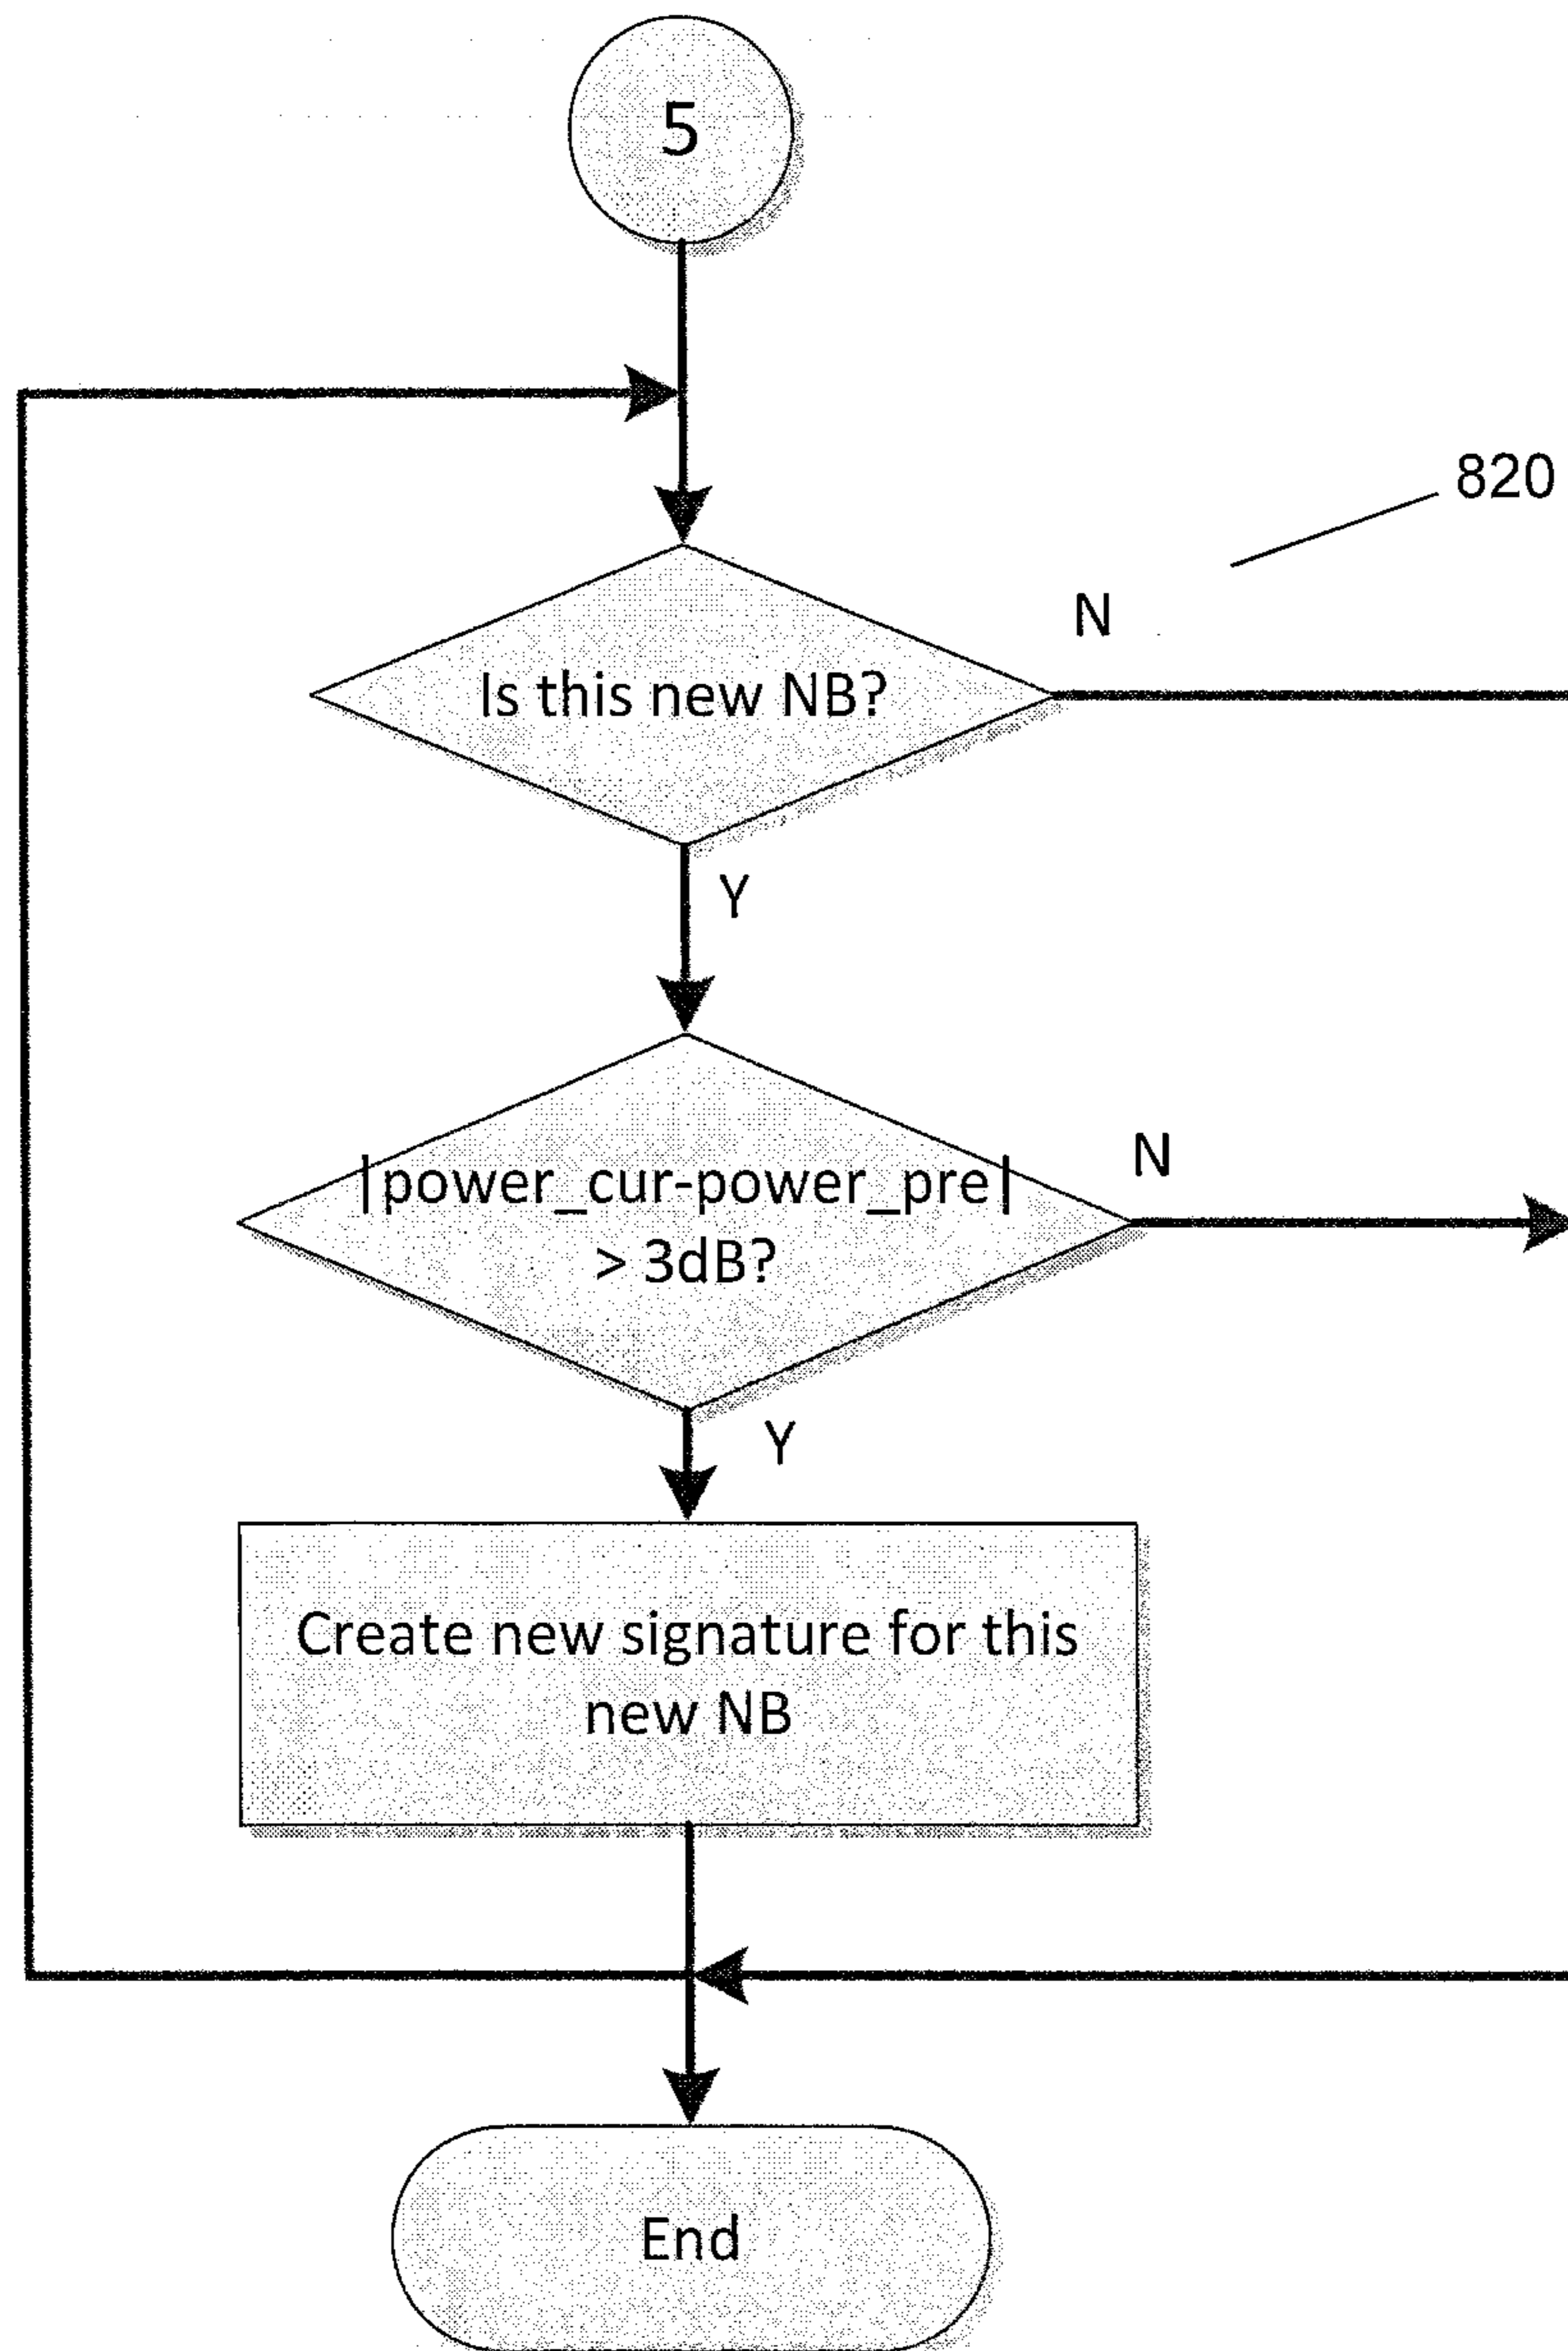 5
820
N
Is this new NB?
Y
N
|power_cur-power_pre|
> 3dB?
Y
Create new signature for this
new NB
End